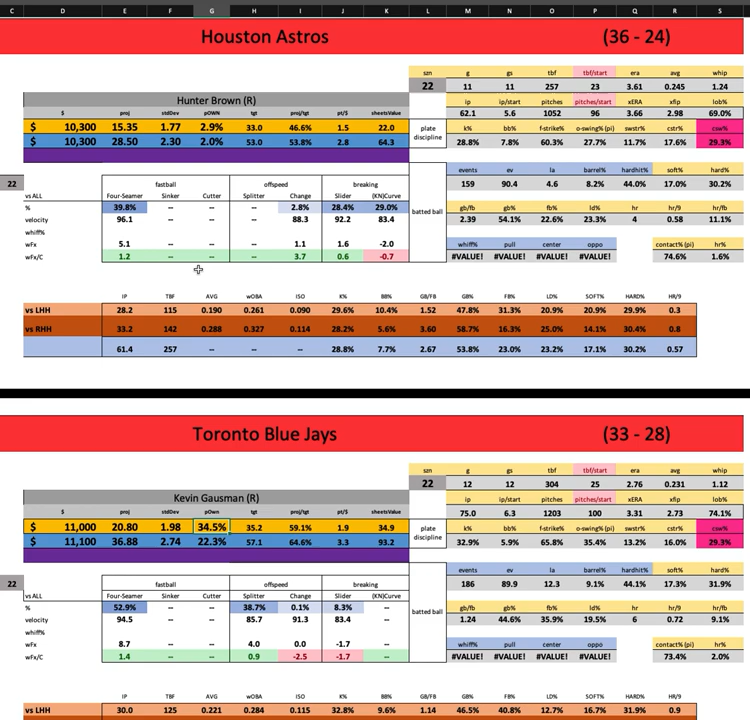 C D E F G H I J K L M N O P Q R S
Houston Astros (36 - 24)
szn g gs tbf tbf/start era avg whip
22 11 11 257 23 3.61 0.245 1.24
Hunter Brown (R) ip ip/start pitches pitches/start xERA xfip lob%
$ proj stdDev pOWN tgt proj/tgt pt/$ sheetsValue 62.1 5.6 1052 96 3.66 2.98 69.0%
$ 10,300 15.35 1.77 2.9% 33.0 46.6% 1.5 22.0 plate discipline k% bb% f-strike% o-swing% (pi) swstr% cstr% csw%
$ 10,300 28.50 2.30 2.0% 53.0 53.8% 2.8 64.3 28.8% 7.8% 60.3% 27.7% 11.7% 17.6% 29.3%
events ev la barrel% hardhit% soft% hard%
22 fastball offspeed breaking 159 90.4 4.6 8.2% 44.0% 17.0% 30.2%
vs ALL Four-Seamer Sinker Cutter Splitter Change Slider (KN)Curve
% 39.8% -- -- -- 2.8% 28.4% 29.0% batted ball gb/fb gb% fb% ld% hr hr/9 hr/fb
velocity 96.1 -- -- -- 88.3 92.2 83.4 2.39 54.1% 22.6% 23.3% 4 0.58 11.1%
whiff%
wFx 5.1 -- -- -- 1.1 1.6 -2.0 whiff% pull center oppo contact% (pi) hr%
wFx/C 1.2 -- -- -- 3.7 0.6 -0.7 #VALUE! #VALUE! #VALUE! #VALUE! 74.6% 1.6%
IP TBF AVG wOBA ISO K% BB% GB/FB GB% FB% LD% SOFT% HARD% HR/9
vs LHH 28.2 115 0.190 0.261 0.090 29.6% 10.4% 1.52 47.8% 31.3% 20.9% 20.9% 29.9% 0.3
vs RHH 33.2 142 0.288 0.327 0.114 28.2% 5.6% 3.60 58.7% 16.3% 25.0% 14.1% 30.4% 0.8
61.4 257 -- -- -- 28.8% 7.7% 2.67 53.8% 23.0% 23.2% 17.1% 30.2% 0.57
Toronto Blue Jays (33 - 28)
szn g gs tbf tbf/start era avg whip
22 12 12 304 25 2.76 0.231 1.12
Kevin Gausman (R) ip ip/start pitches pitches/start xERA xfip lob%
$ proj stdDev pOwn tgt proj/tgt pt/$ sheetsValue 75.0 6.3 1203 100 3.31 2.73 74.1%
$ 11,000 20.80 1.98 34.5% 35.2 59.1% 1.9 34.9 plate discipline k% bb% f-strike% o-swing% (pi) swstr% cstr% csw%
$ 11,100 36.88 2.74 22.3% 57.1 64.6% 3.3 93.2 32.9% 5.9% 65.8% 35.4% 13.2% 16.0% 29.3%
events ev la barrel% hardhit% soft% hard%
22 fastball offspeed breaking 186 89.9 12.3 9.1% 44.1% 17.3% 31.9%
vs ALL Four-Seamer Sinker Cutter Splitter Change Slider (KN)Curve
% 52.9% -- -- 38.7% 0.1% 8.3% -- batted ball gb/fb gb% fb% ld% hr hr/9 hr/fb
velocity 94.5 -- -- 85.7 91.3 83.4 -- 1.24 44.6% 35.9% 19.5% 6 0.72 9.1%
whiff%
wFx 8.7 -- -- 4.0 0.0 -1.7 -- whiff% pull center oppo contact% (pi) hr%
wFx/C 1.4 -- -- 0.9 -2.5 -1.7 -- #VALUE! #VALUE! #VALUE! #VALUE! 73.4% 2.0%
IP TBF AVG wOBA ISO K% BB% GB/FB GB% FB% LD% SOFT% HARD% HR/9
vs LHH 30.0 125 0.221 0.284 0.115 32.8% 9.6% 1.14 46.5% 40.8% 12.7% 16.7% 31.9% 0.9